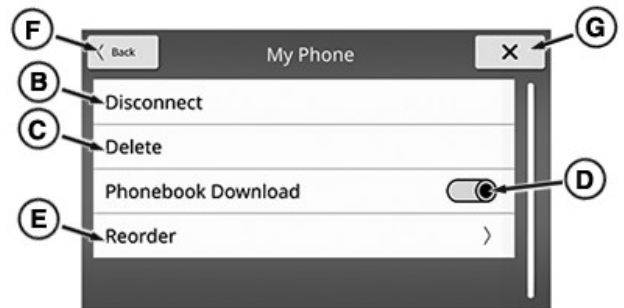 F
G
Back
My Phone
B
Disconnect
C
Delete
Phonebook Download
D
E
Reorder